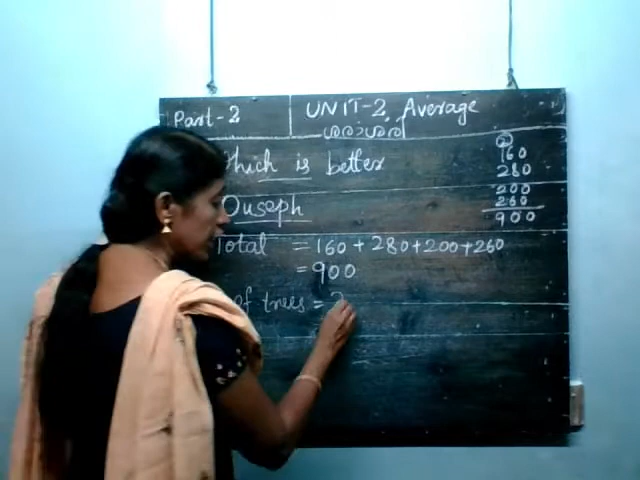 Part-2
UNIT-2, Average
ശരാശരി
Which is better
Ouseph
Total = 160 + 280+200+260
= 900
of trees =
2
160
280
200
260
900